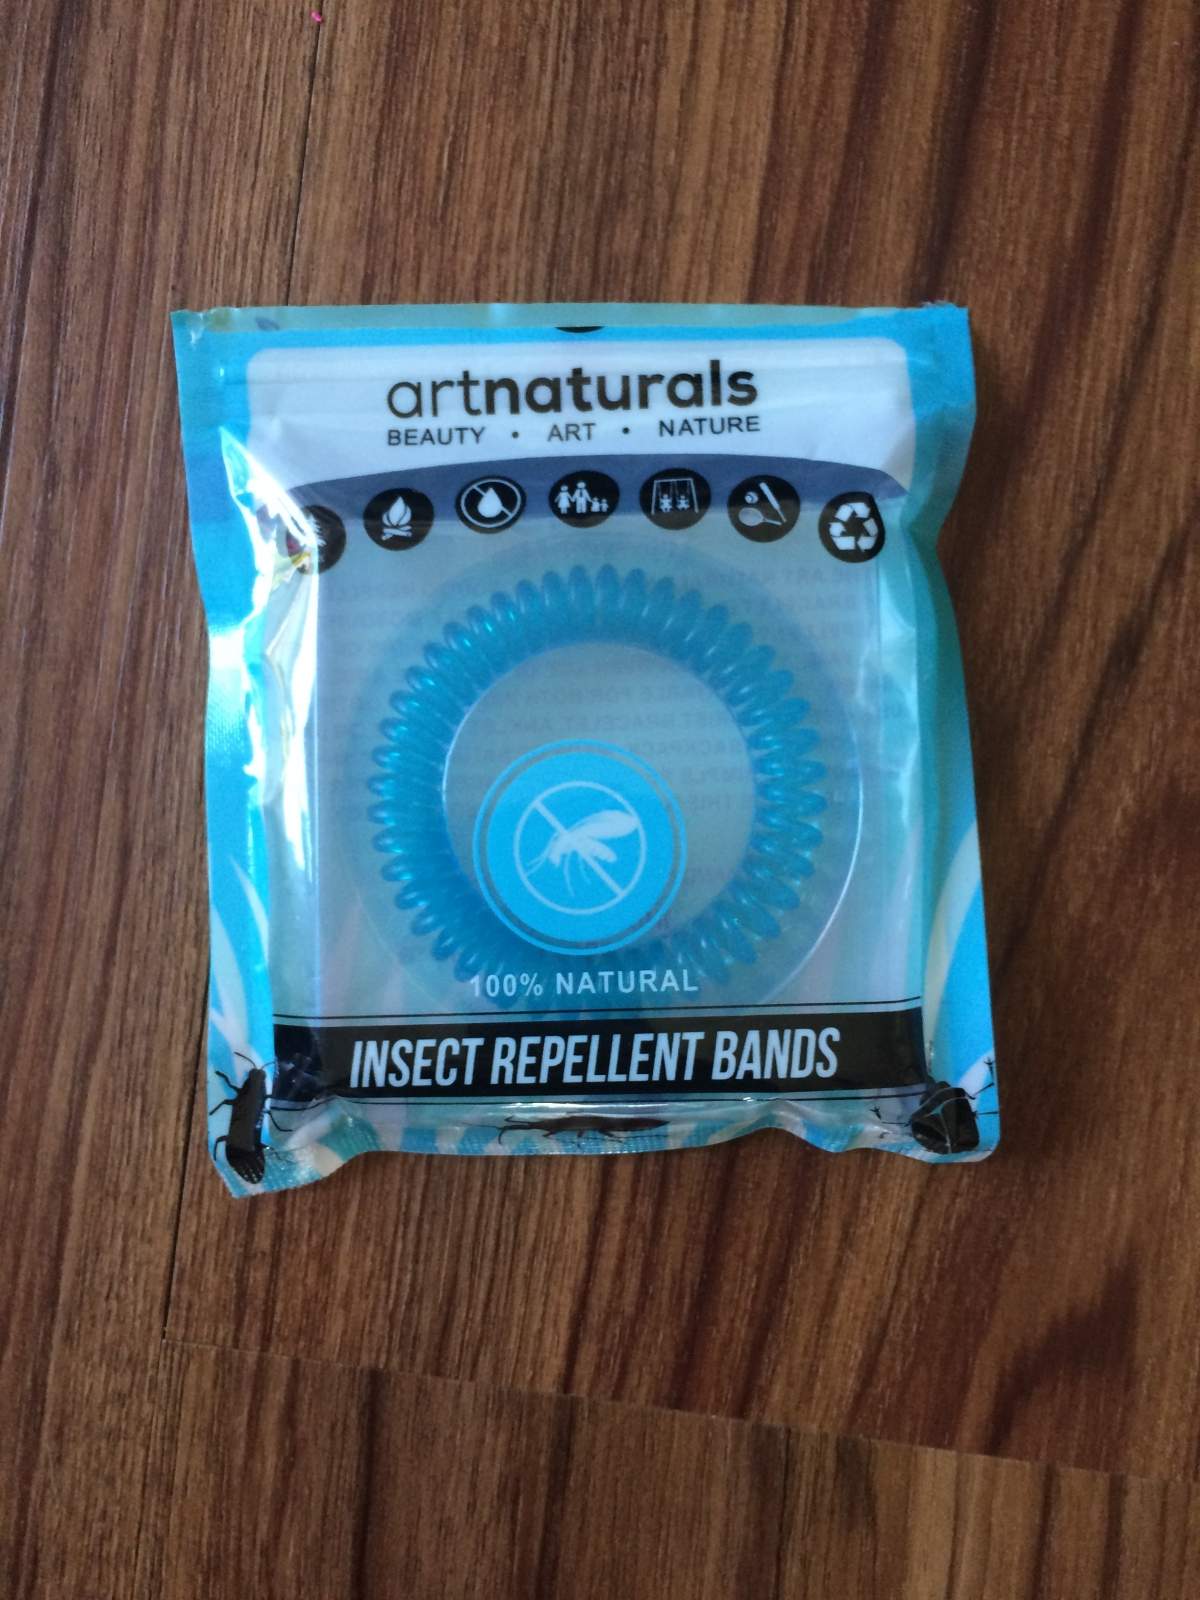 artnaturals
BEAUTY • ART • NATURE
100% NATURAL
INSECT REPELLENT BANDS